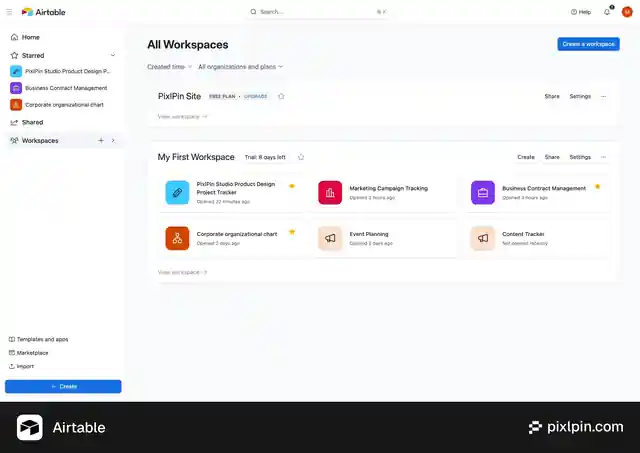 Airtable
Search...
Help
Home
Starred
PixlPin Studio Product Design P...
Business Contract Management
Corporate organizational chart
Shared
Workspaces
Templates and apps
Marketplace
Import
Create
All Workspaces
Create a workspace
Created time
All organizations and plans
PixlPin Site
FREE PLAN • UPGRADE
Share
Settings
View workspace
My First Workspace
Trial: 8 days left
Create
Share
Settings
PixlPin Studio Product Design
Project Tracker
Opened 22 minutes ago
Marketing Campaign Tracking
Opened hours ago
Business Contract Management
Opened 3 hours ago
Corporate organizational chart
Opened days ago
Event Planning
Opened days ago
Content Tracker
Not opened recently
View workspace
Airtable
pixlpin.com